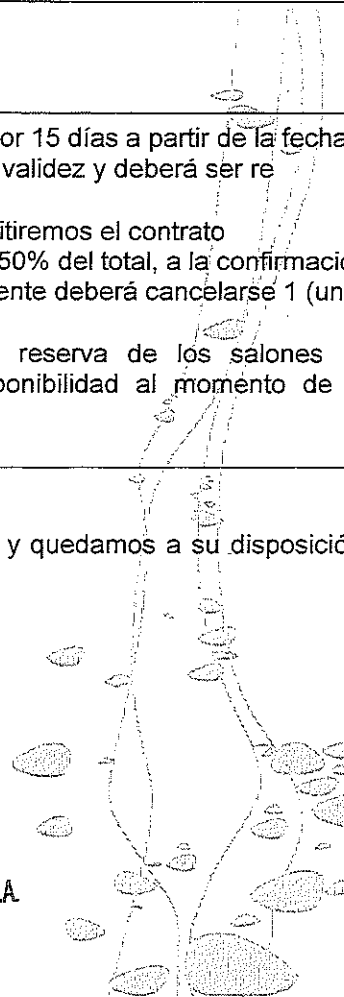 or 15 días a partir de la fecha
validez y deberá ser re
itiremos el contrato
50% del total, a la confirmació
ente deberá cancelarse 1 (un
reserva de los salones
ponibilidad al momento de
y quedamos a su disposició
.A.